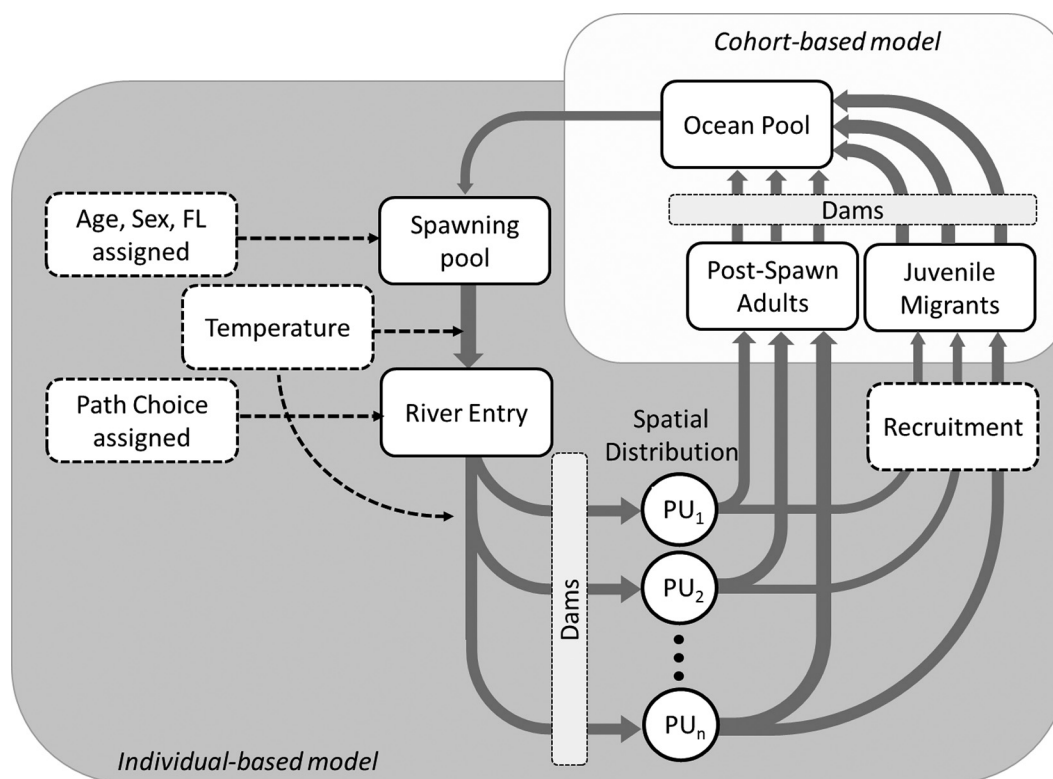 Cohort-based model
Ocean Pool
Dams
Age, Sex, FL
assigned
Spawning
pool
Post-Spawn
Adults
Juvenile
Migrants
Temperature
Path Choice
assigned
River Entry
Spatial
Distribution
Recruitment
PU₁
PU₂
Dams
PUₙ
Individual-based model